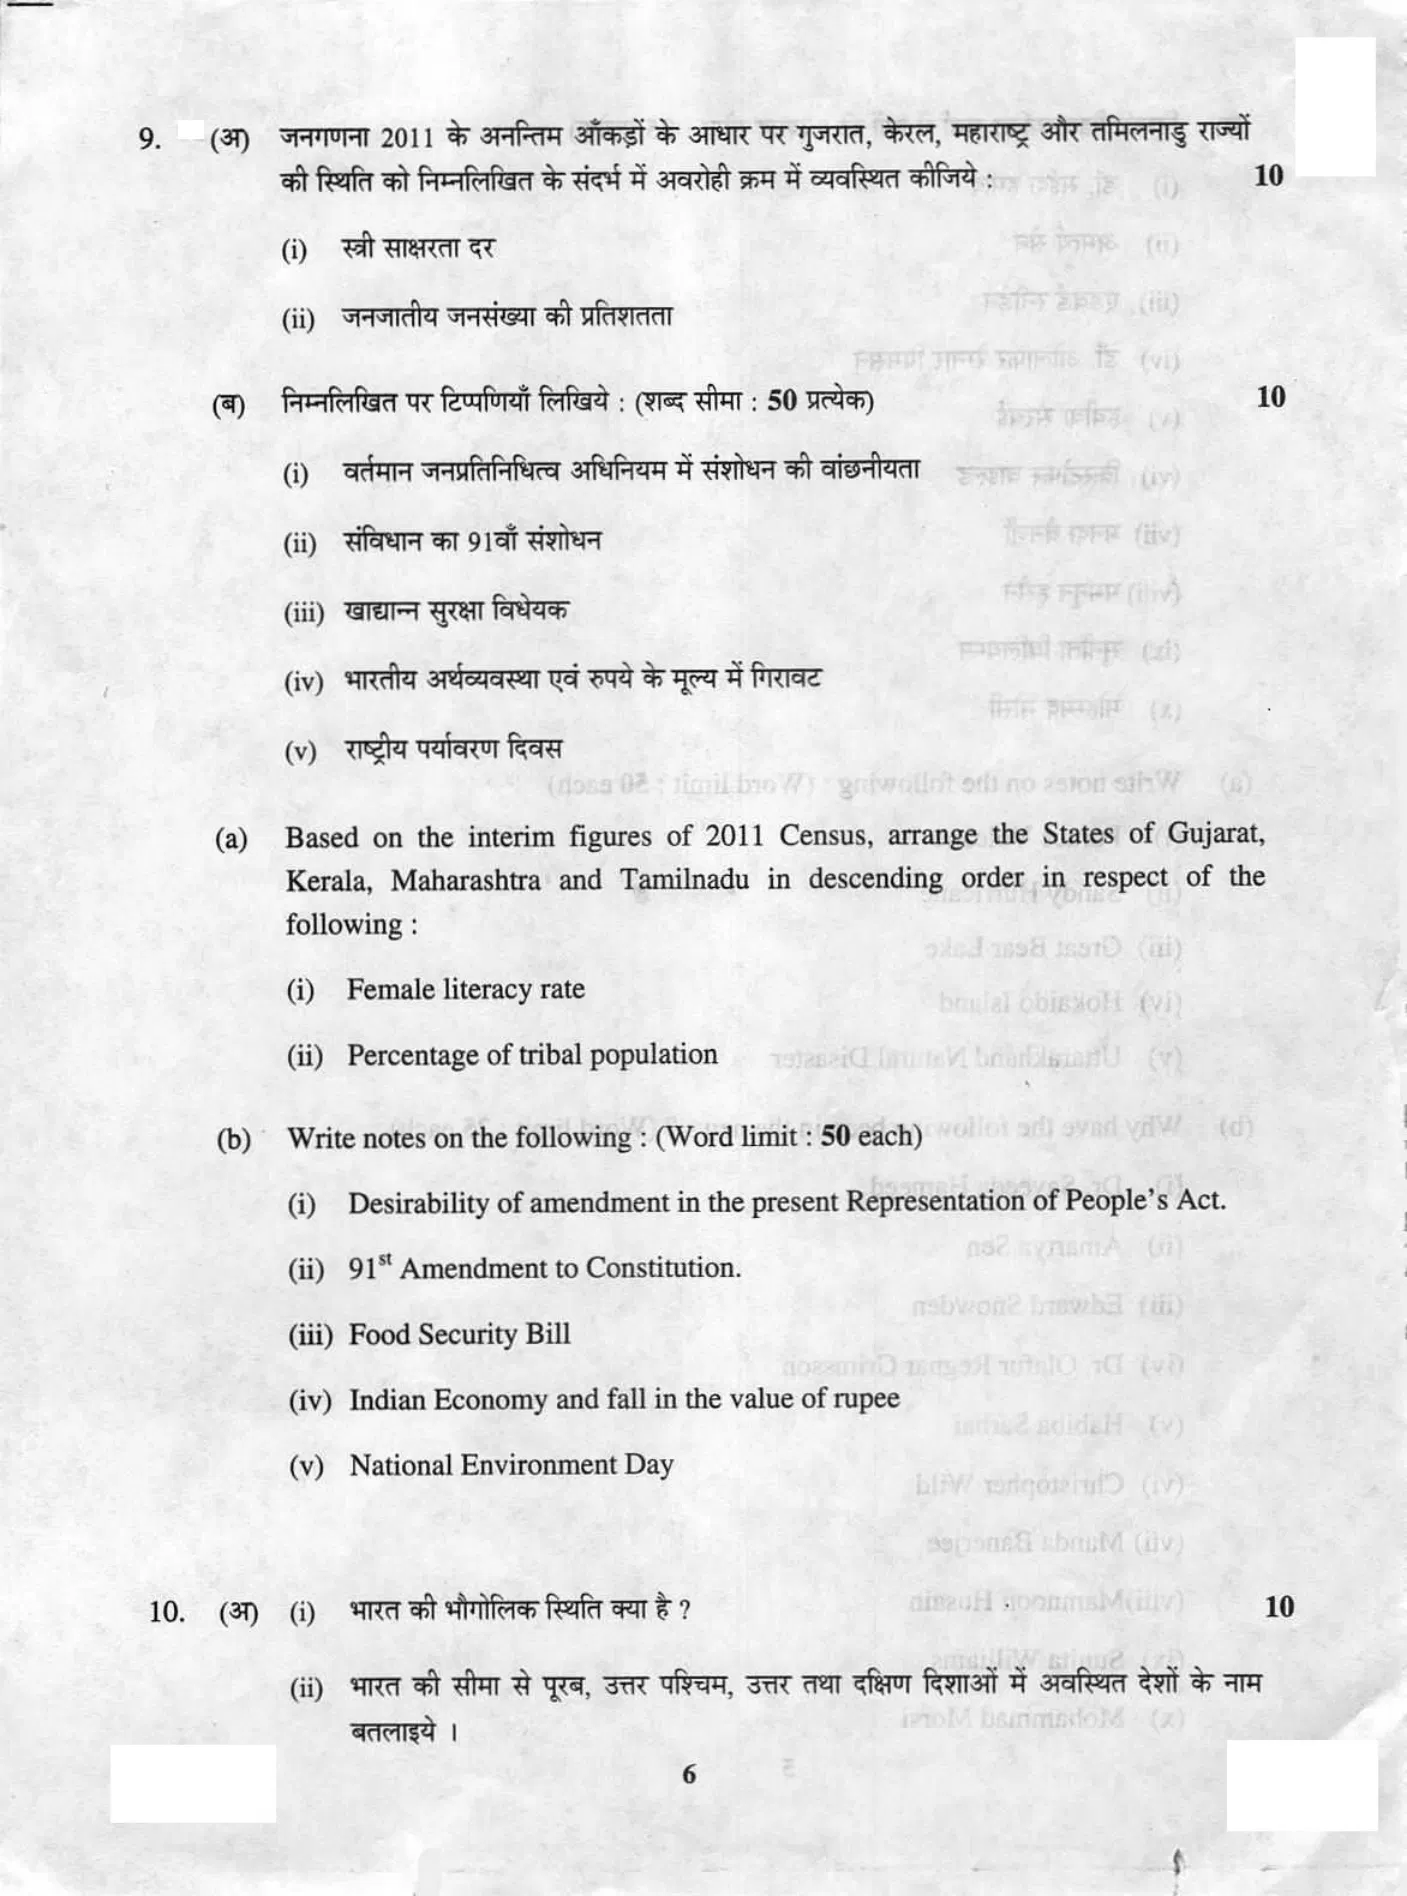 9. (अ) जनगणना 2011 के अनन्तिम आँकड़ों के आधार पर गुजरात, केरल, महाराष्ट्र और तमिलनाडु राज्यों
की स्थिति को निम्नलिखित के संदर्भ में अवरोही क्रम में व्यवस्थित कीजिये : 10
(i) स्त्री साक्षरता दर
(ii) जनजातीय जनसंख्या की प्रतिशतता
(ब) निम्नलिखित पर टिप्पणियाँ लिखिये : (शब्द सीमा : 50 प्रत्येक) 10
(i) वर्तमान जनप्रतिनिधित्व अधिनियम में संशोधन की वांछनीयता
(ii) संविधान का 91वाँ संशोधन
(iii) खाद्यान्न सुरक्षा विधेयक
(iv) भारतीय अर्थव्यवस्था एवं रुपये के मूल्य में गिरावट
(v) राष्ट्रीय पर्यावरण दिवस
(a) Based on the interim figures of 2011 Census, arrange the States of Gujarat,
Kerala, Maharashtra and Tamilnadu in descending order in respect of the
following :
(i) Female literacy rate
(ii) Percentage of tribal population
(b) Write notes on the following : (Word limit : 50 each)
(i) Desirability of amendment in the present Representation of People's Act.
(ii) 91st Amendment to Constitution.
(iii) Food Security Bill
(iv) Indian Economy and fall in the value of rupee
(v) National Environment Day
10. (अ) (i) भारत की भौगोलिक स्थिति क्या है ? 10
(ii) भारत की सीमा से पूरब, उत्तर पश्चिम, उत्तर तथा दक्षिण दिशाओं में अवस्थित देशों के नाम
बतलाइये ।
6